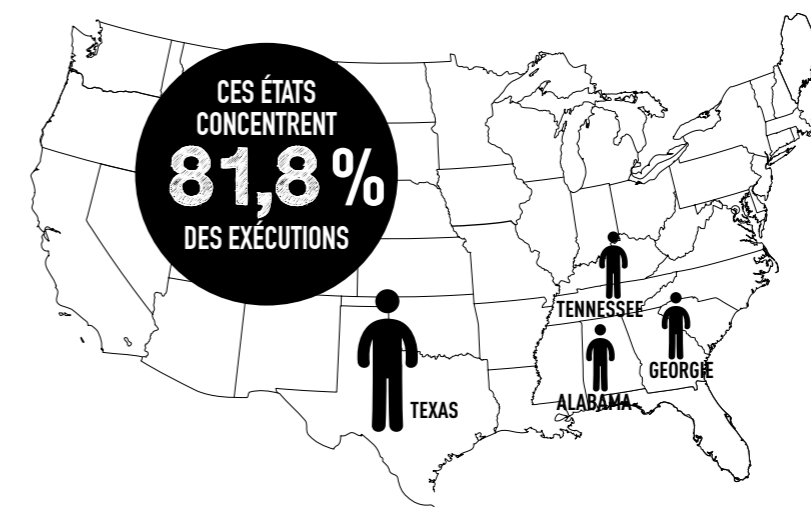 CES ÉTATS
CONCENTRENT
81,8 %
DES EXÉCUTIONS
TENNESSEE
GEORGIE
TEXAS
ALABAMA